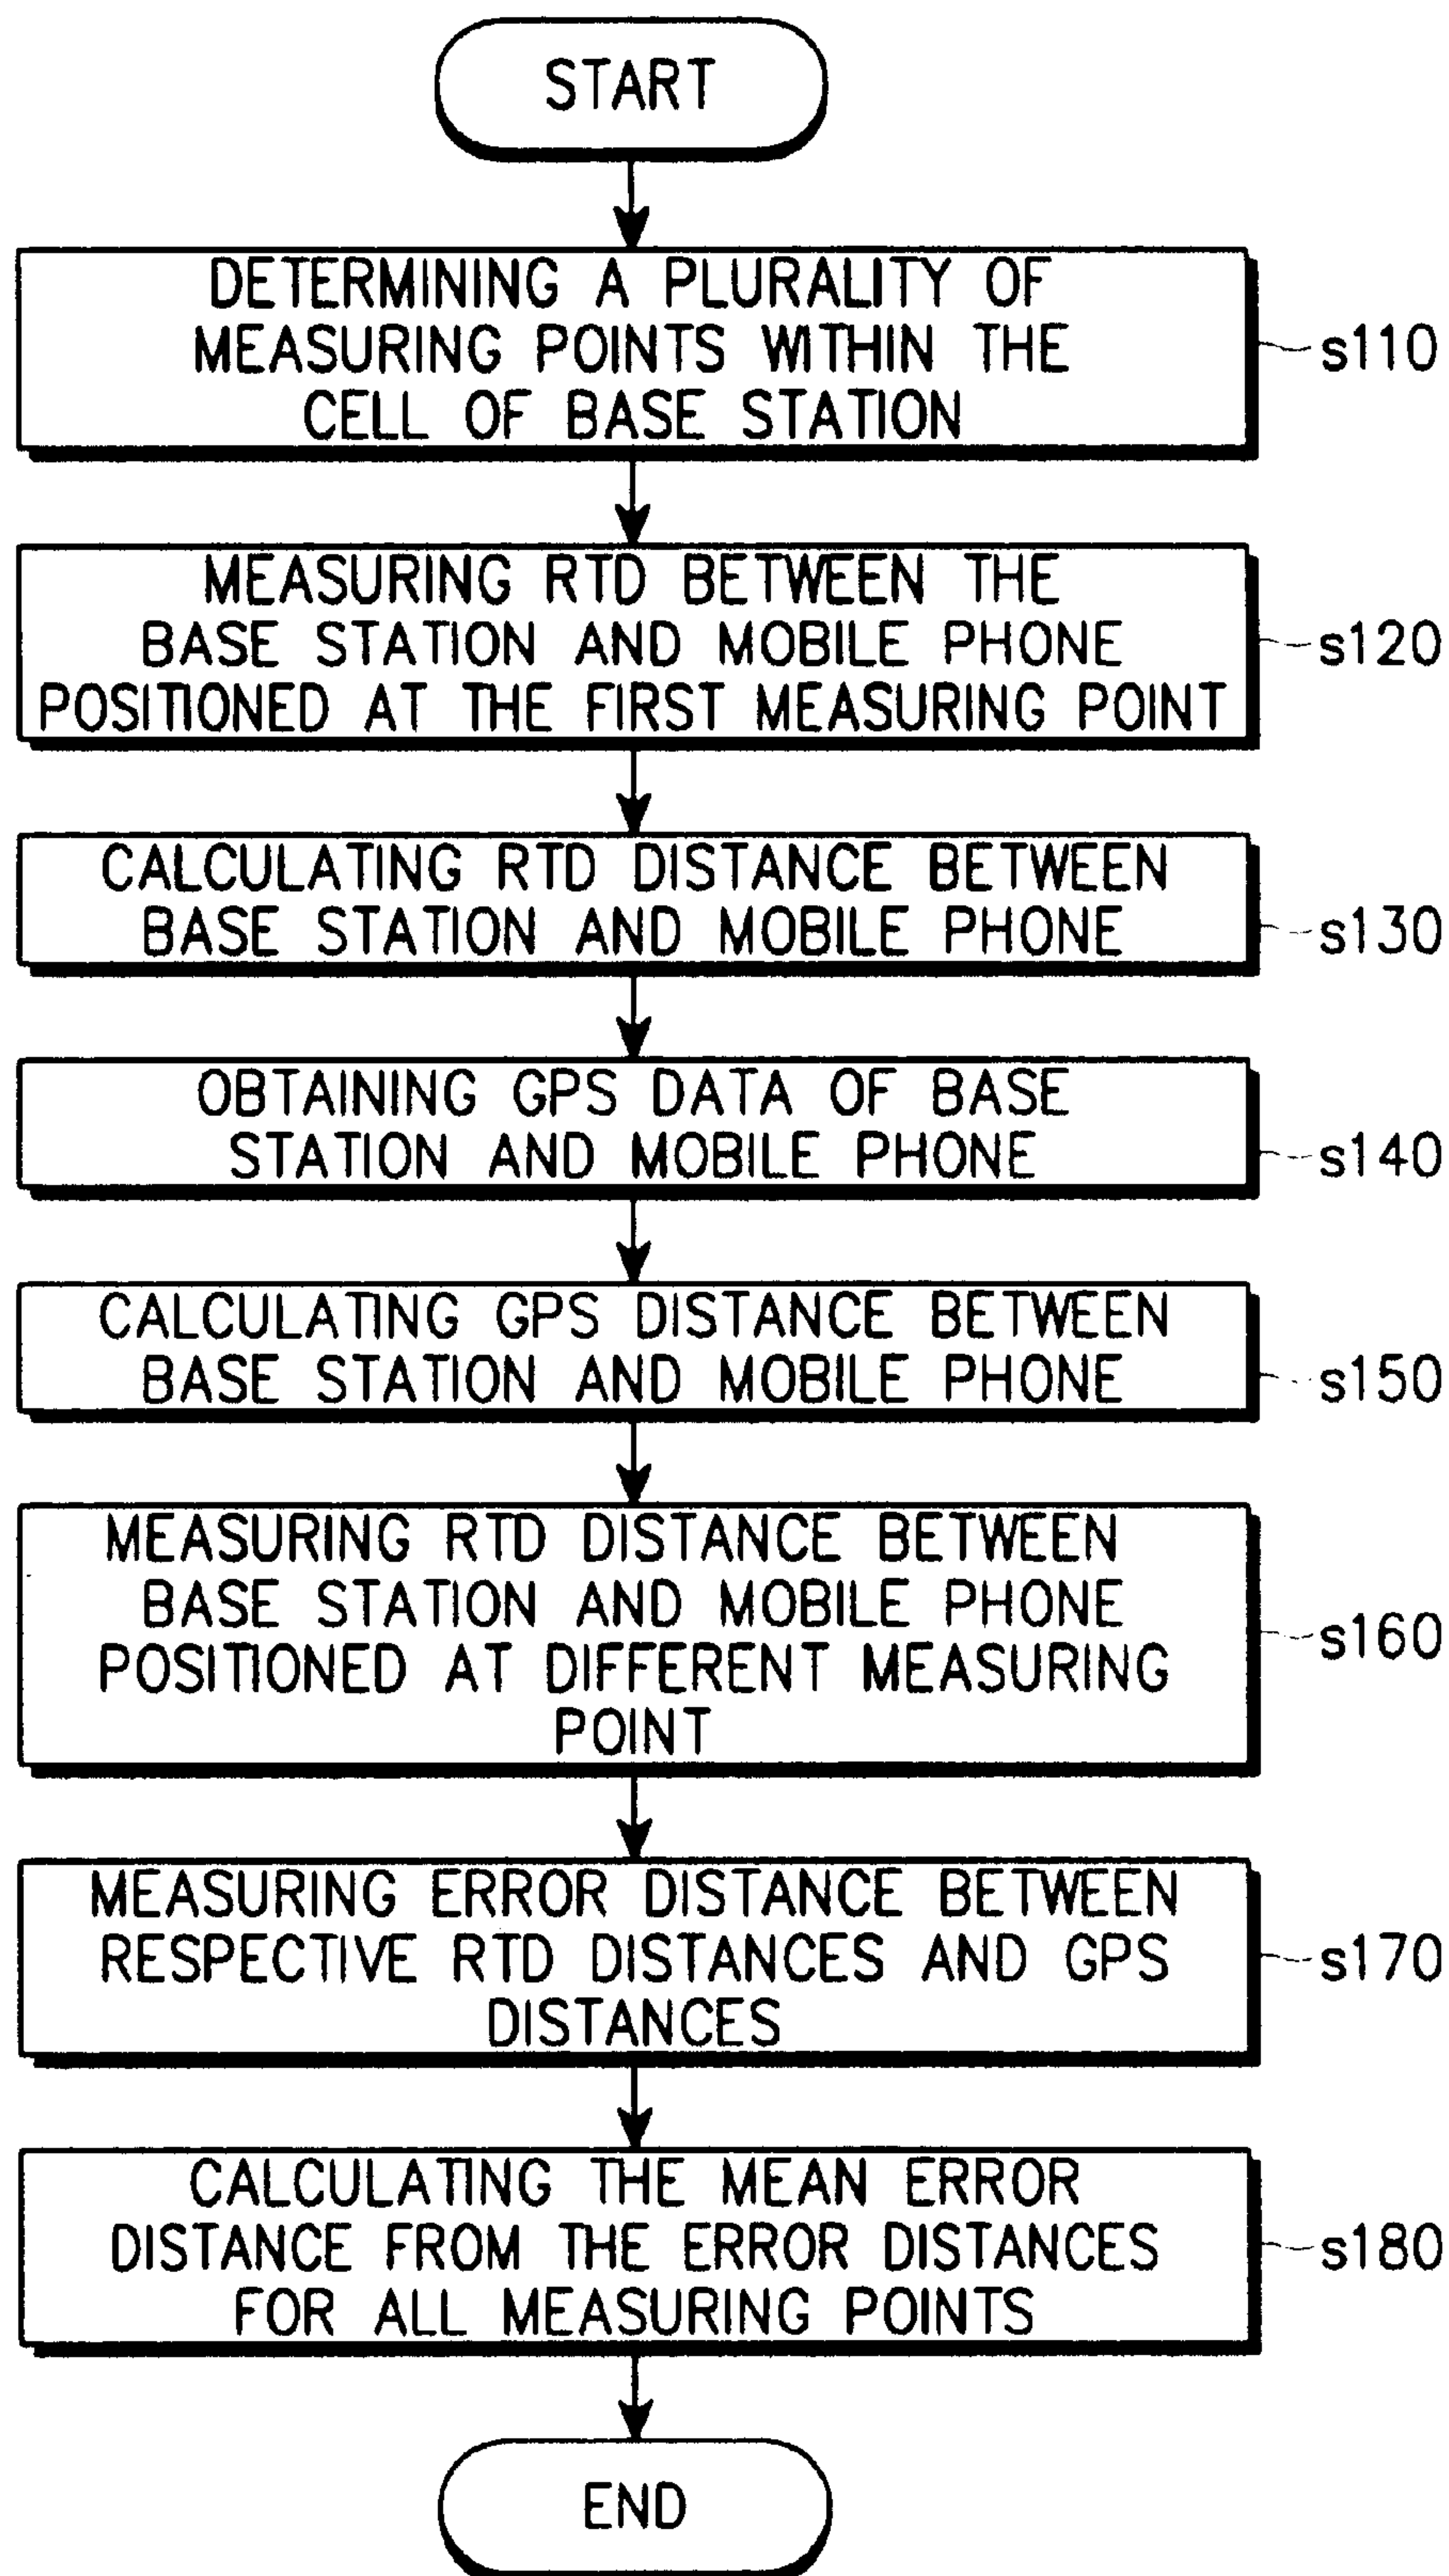 START
DETERMINING A PLURALITY OF
MEASURING POINTS WITHIN THE
CELL OF BASE STATION
s110
MEASURING RTD BETWEEN THE
BASE STATION AND MOBILE PHONE
POSITIONED AT THE FIRST MEASURING POINT
s120
CALCULATING RTD DISTANCE BETWEEN
BASE STATION AND MOBILE PHONE
s130
OBTAINING GPS DATA OF BASE
STATION AND MOBILE PHONE
s140
CALCULATING GPS DISTANCE BETWEEN
BASE STATION AND MOBILE PHONE
s150
MEASURING RTD DISTANCE BETWEEN
BASE STATION AND MOBILE PHONE
POSITIONED AT DIFFERENT MEASURING
POINT
s160
MEASURING ERROR DISTANCE BETWEEN
RESPECTIVE RTD DISTANCES AND GPS
DISTANCES
s170
CALCULATING THE MEAN ERROR
DISTANCE FROM THE ERROR DISTANCES
FOR ALL MEASURING POINTS
s180
END